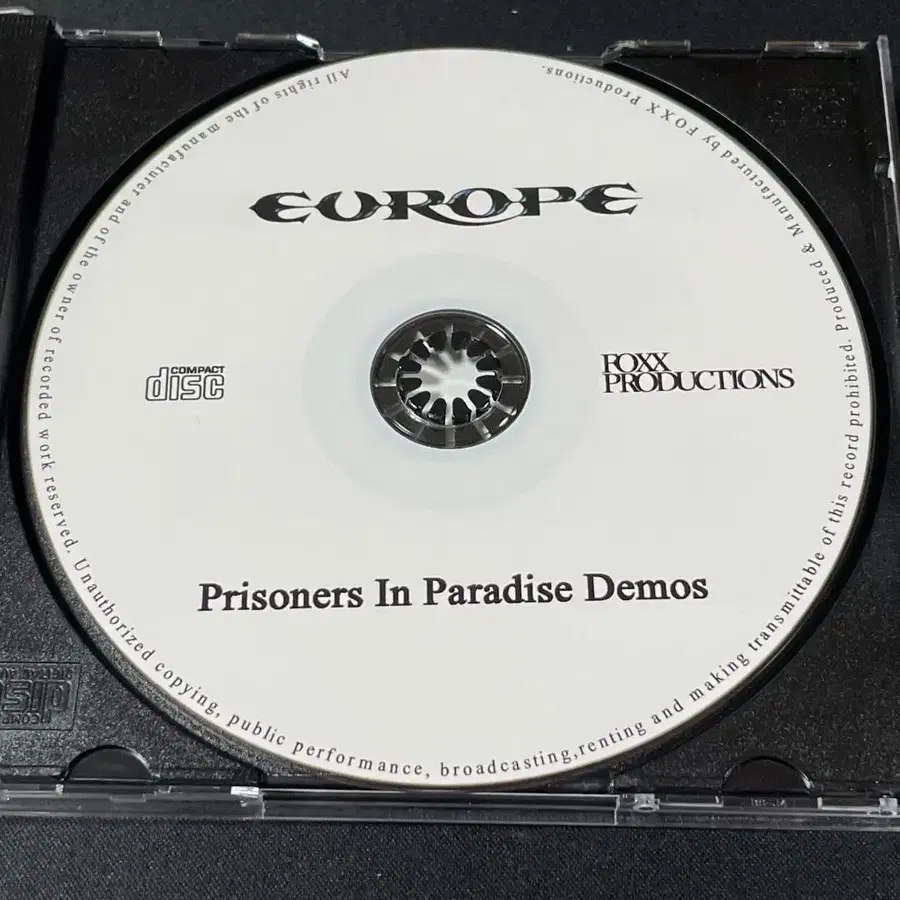 EUROPE
COMPACT
disc
FOXX
PRODUCTIONS
Prisoners In Paradise Demos
All rights of the manufacturer and of the owner of recorded work reserved. Unauthorized copying, public performance, broadcasting,renting and making transmittable of this record prohibited. Produced & Manufactured by FOXX Productions.